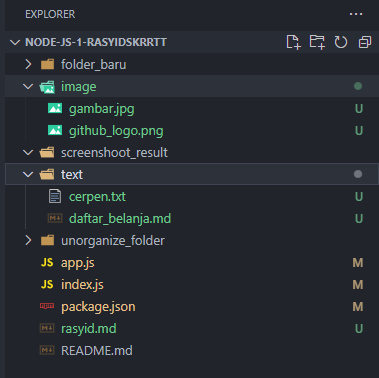 EXPLORER
NODE-JS-1-RASYIDSKRRTT
folder_baru
image
gambar.jpg U
github_logo.png U
screenshoot_result
text
cerpen.txt U
daftar_belanja.md U
unorganize_folder
JS app.js M
JS index.js M
package.json M
rasyid.md U
README.md